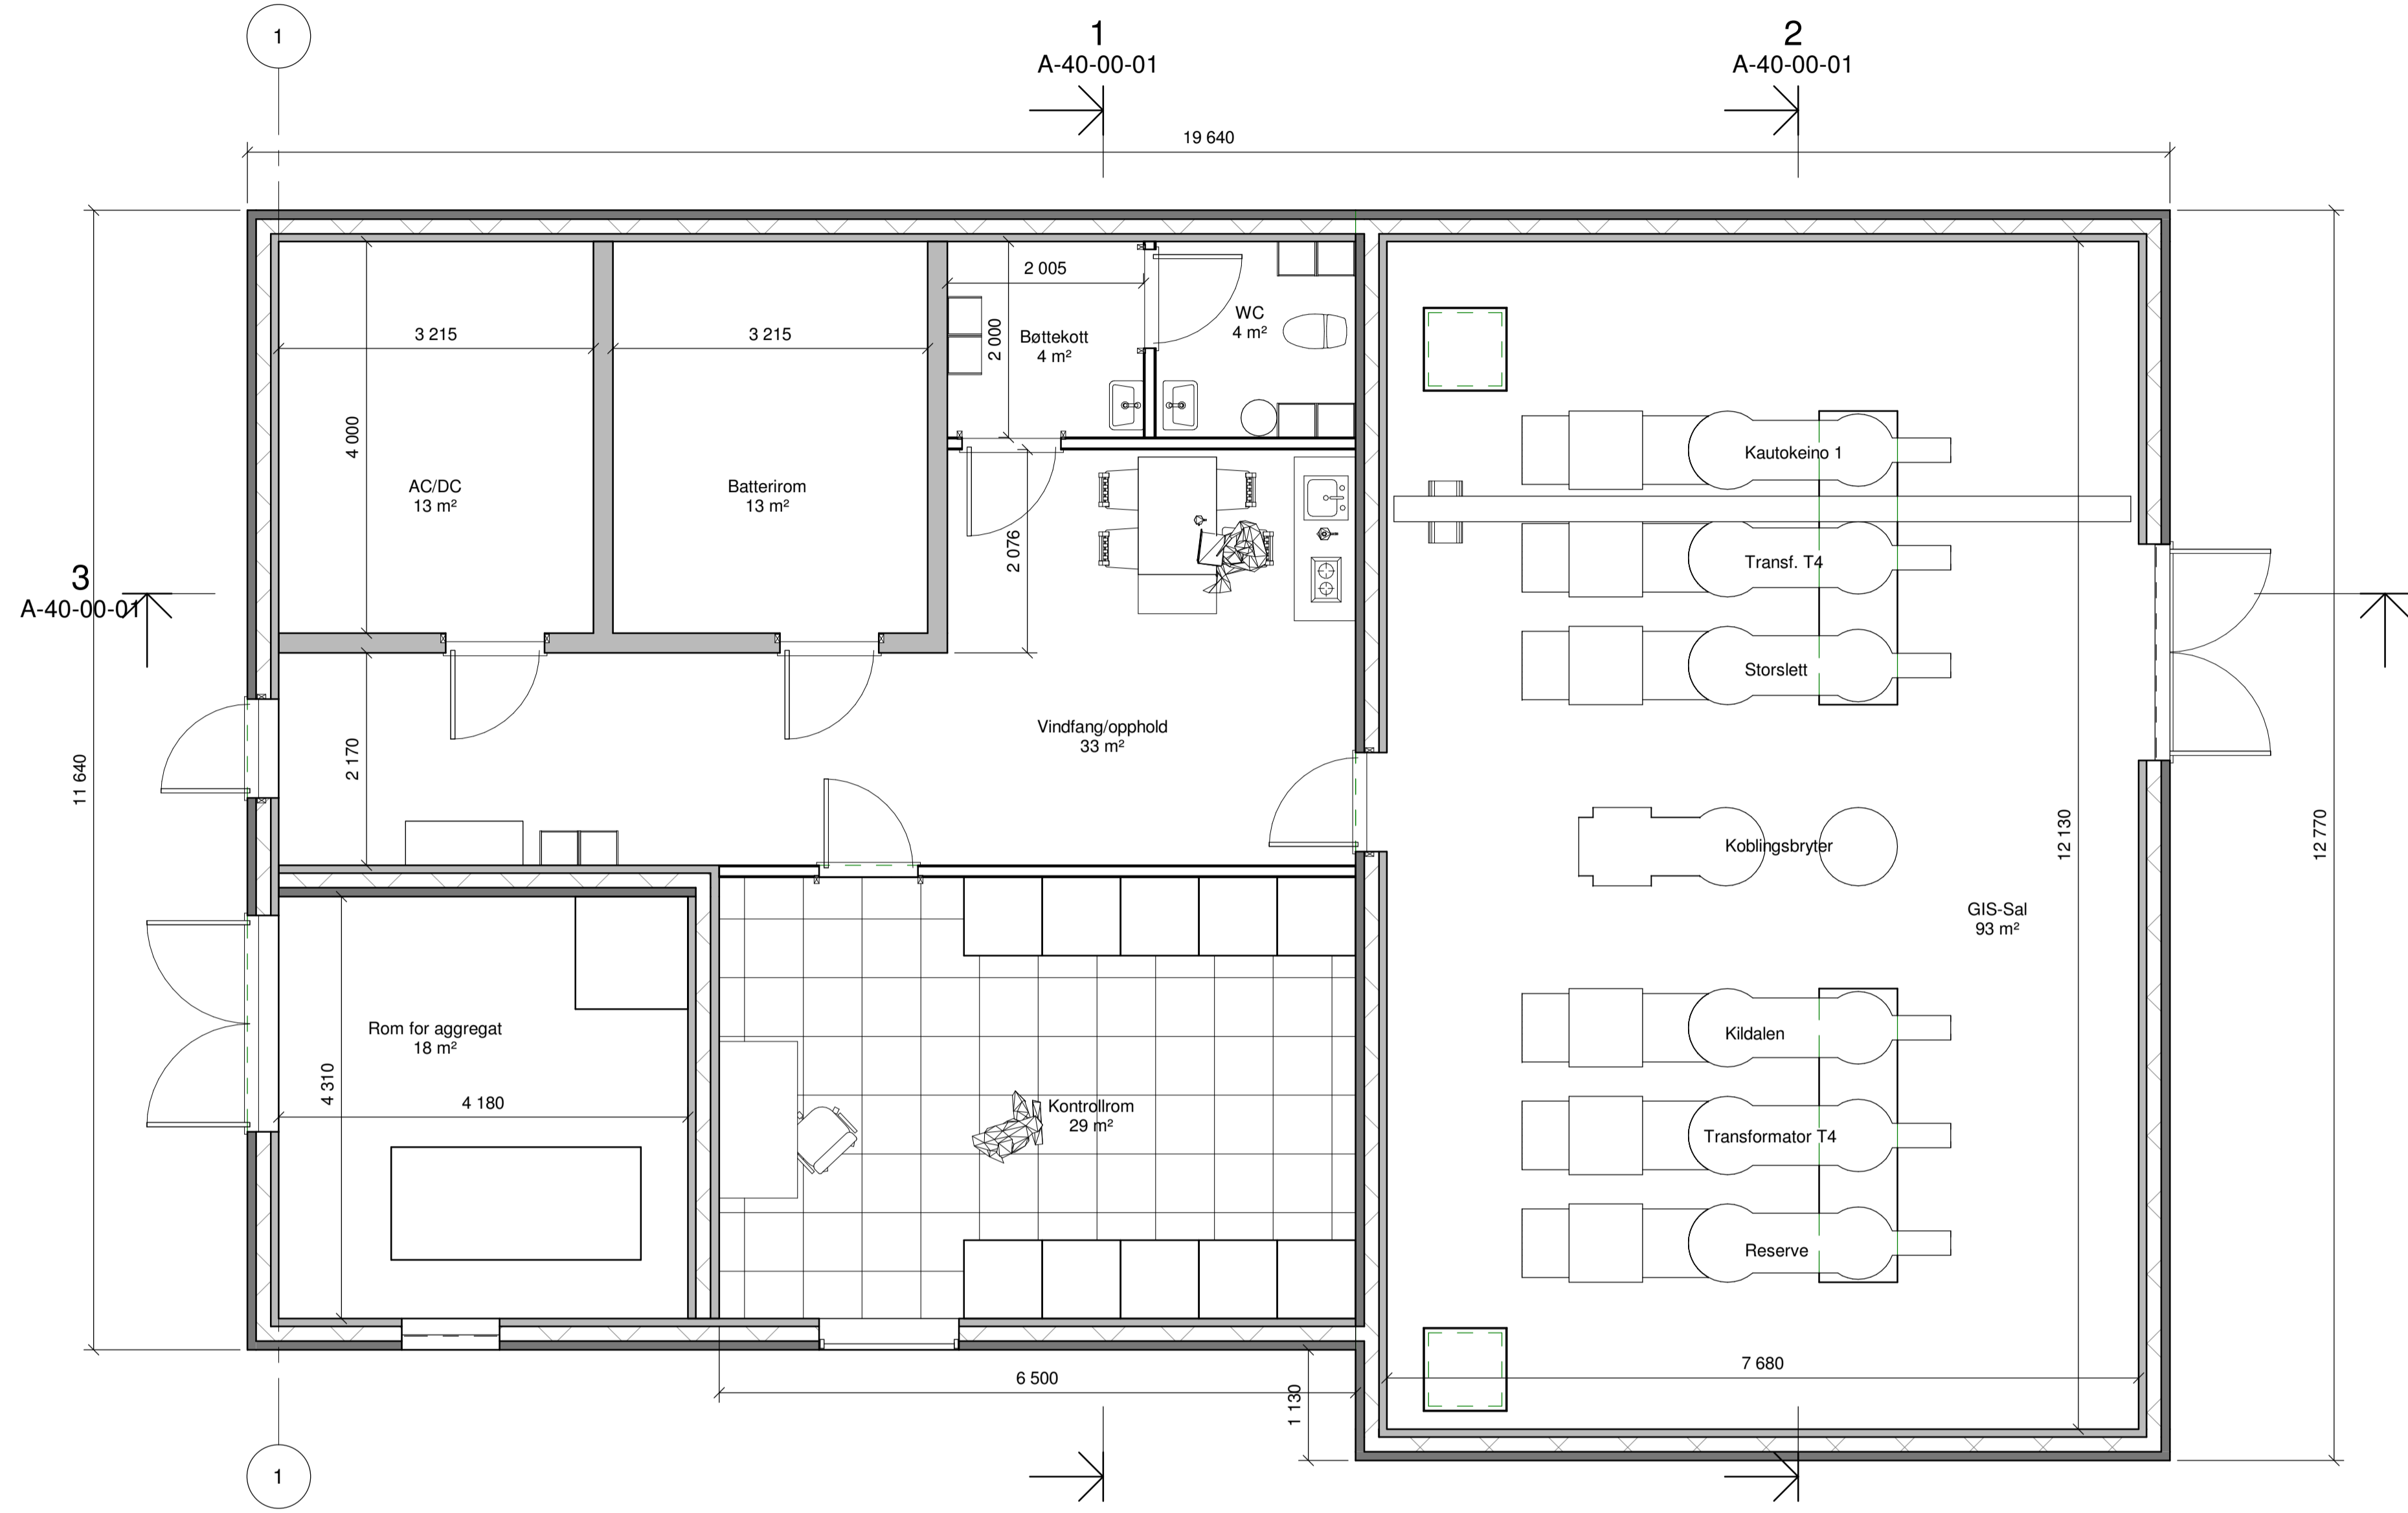 1
1
A-40-00-01
2
A-40-00-01
19 640
2 005
3 215
3 215
2 000
Bøttekott
4 m²
WC
4 m²
4 000
AC/DC
13 m²
Batterirom
13 m²
Kautokeino 1
2 076
Transf. T4
3
A-40-00-01
Storslett
Vindfang/opphold
33 m²
2 170
11 640
Koblingsbryter
12 130
12 770
GIS-Sal
93 m²
Rom for aggregat
18 m²
Kildalen
4 310
4 180
Kontrollrom
29 m²
Transformator T4
Reserve
7 680
6 500
1 130
1